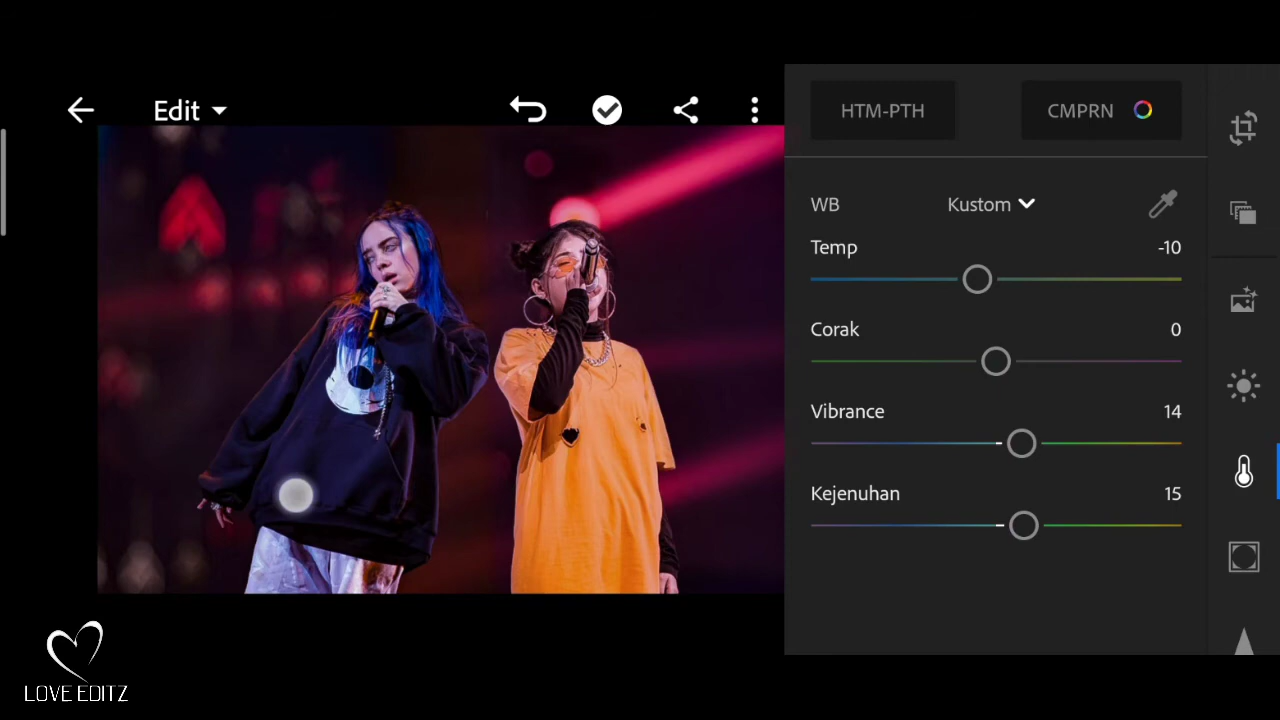 Edit
HTM-PTH
CMPRN
WB
Kustom
Temp
-10
Corak
0
Vibrance
14
Kejenuhan
15
LOVE EDITZ